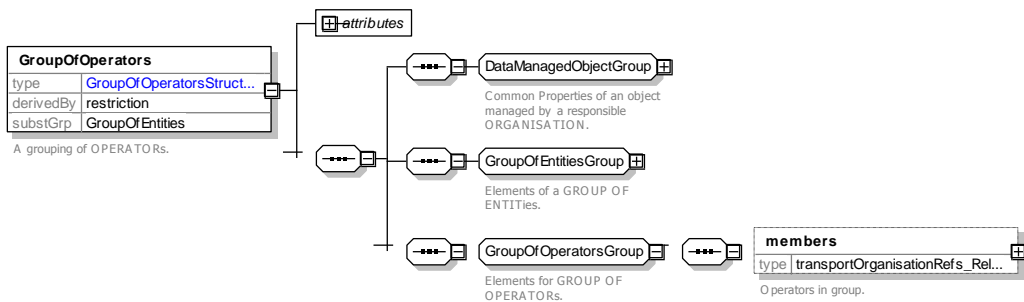 attributes
GroupOfOperators
type GroupOfOperatorsStruct...
derivedBy restriction
substGrp GroupOfEntities
A grouping of OPERATORs.
DataManagedObjectGroup
Common Properties of an object
managed by a responsible
ORGANISATION.
GroupOfEntitiesGroup
Elements of a GROUP OF
ENTITies.
GroupOfOperatorsGroup
Elements for GROUP OF
OPERATORs.
members
type transportOrganisationRefs_Rel...
Operators in group.